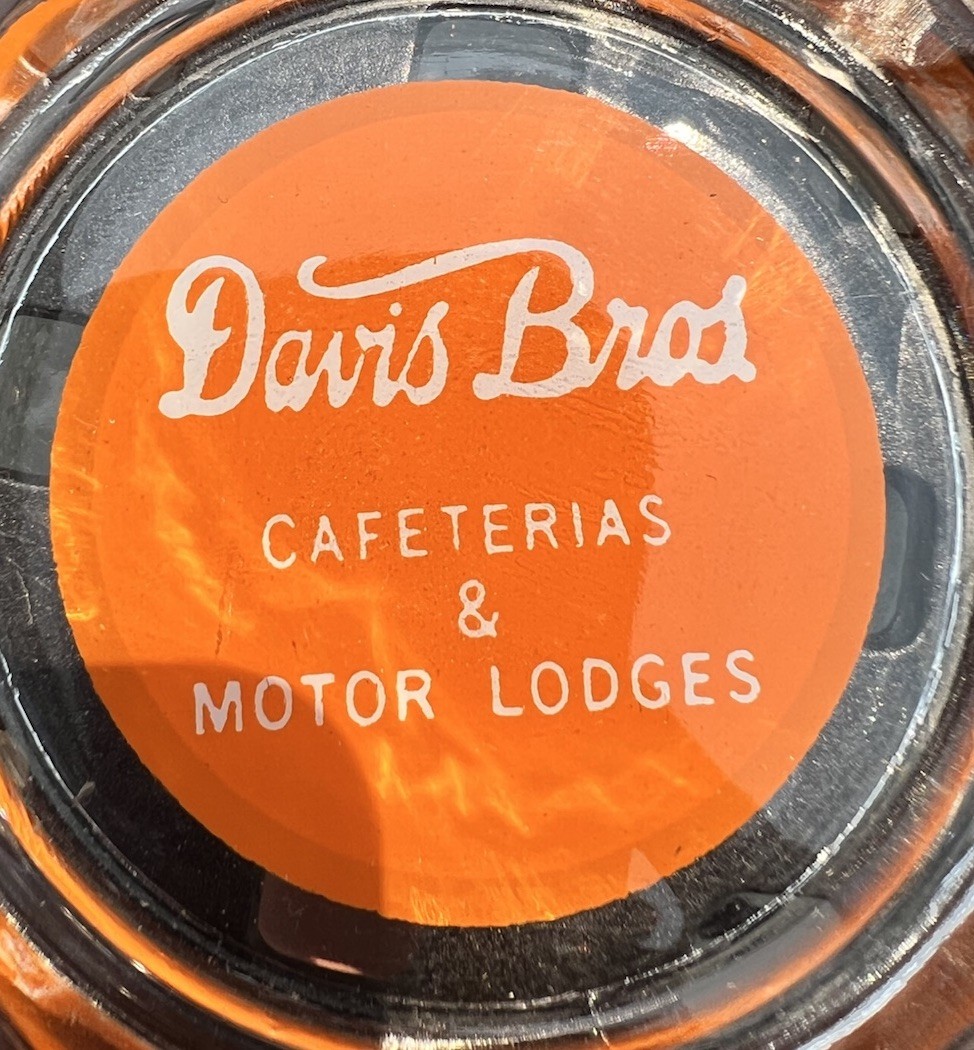 Davis Bros
CAFETERIAS
&
MOTOR LODGES